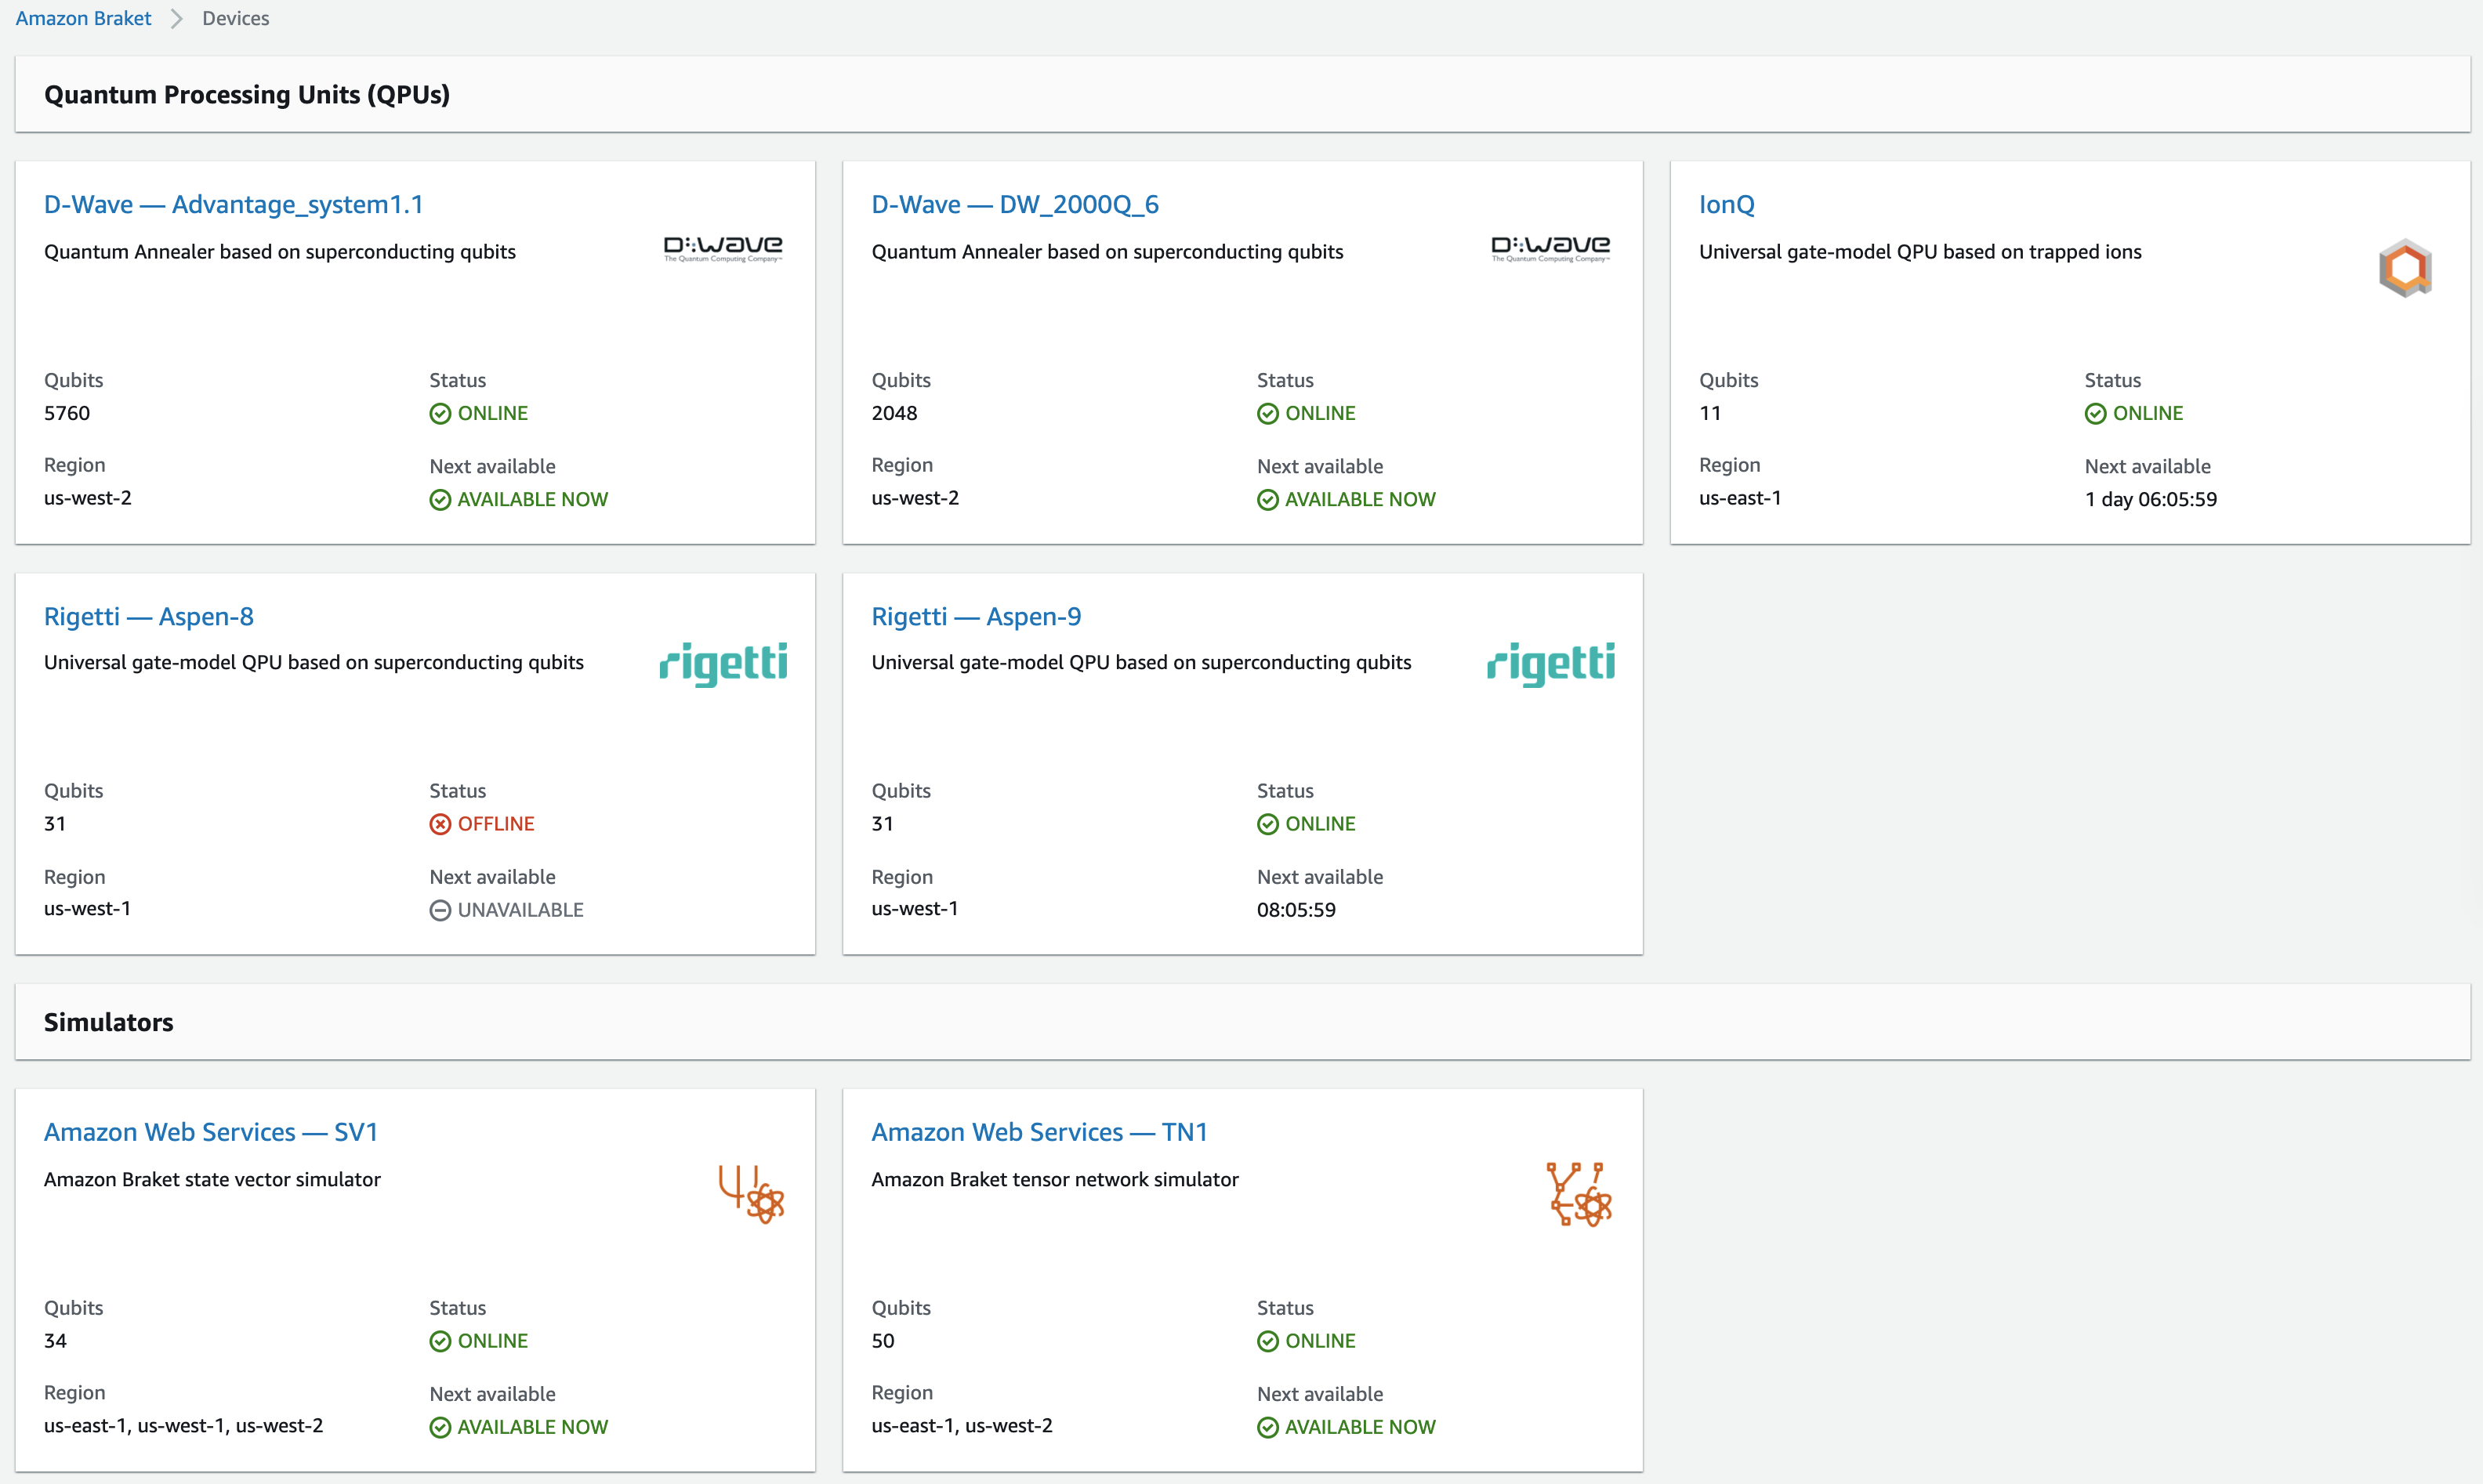 Amazon Braket > Devices
Quantum Processing Units (QPUs)
D-Wave — Advantage_system1.1
Quantum Annealer based on superconducting qubits
D:wave
The Quantum Computing Company™
Qubits
5760
Status
ONLINE
Region
us-west-2
Next available
AVAILABLE NOW
D-Wave — DW_2000Q_6
Quantum Annealer based on superconducting qubits
D:wave
The Quantum Computing Company™
Qubits
2048
Status
ONLINE
Region
us-west-2
Next available
AVAILABLE NOW
IonQ
Universal gate-model QPU based on trapped ions
Qubits
11
Status
ONLINE
Region
us-east-1
Next available
1 day 06:05:59
Rigetti — Aspen-8
Universal gate-model QPU based on superconducting qubits
rigetti
Qubits
31
Status
OFFLINE
Region
us-west-1
Next available
UNAVAILABLE
Rigetti — Aspen-9
Universal gate-model QPU based on superconducting qubits
rigetti
Qubits
31
Status
ONLINE
Region
us-west-1
Next available
08:05:59
Simulators
Amazon Web Services — SV1
Amazon Braket state vector simulator
Qubits
34
Status
ONLINE
Region
us-east-1, us-west-1, us-west-2
Next available
AVAILABLE NOW
Amazon Web Services — TN1
Amazon Braket tensor network simulator
Qubits
50
Status
ONLINE
Region
us-east-1, us-west-2
Next available
AVAILABLE NOW